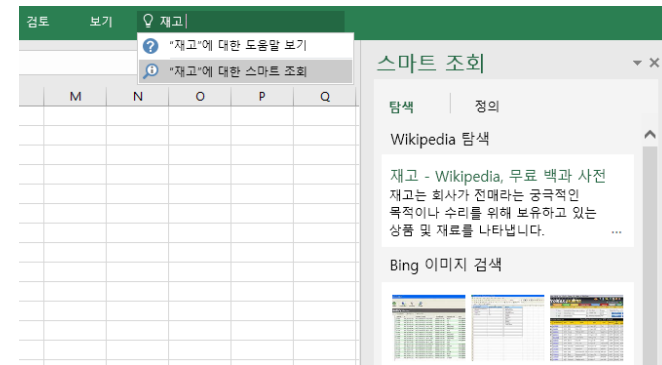 검토 보기 재고
"재고"에 대한 도움말 보기
"재고"에 대한 스마트 조회
M N O P Q
스마트 조회
탐색 정의
Wikipedia 탐색
재고 - Wikipedia, 무료 백과 사전
재고는 회사가 전매라는 궁극적인
목적이나 수리를 위해 보유하고 있는
상품 및 재료를 나타냅니다. ...
Bing 이미지 검색